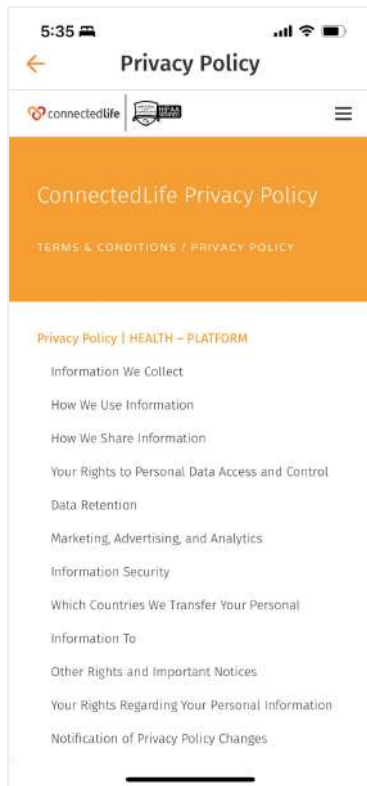 5:35
Privacy Policy
connectedlife
HIPAA
ConnectedLife Privacy Policy
TERMS & CONDITIONS / PRIVACY POLICY
Privacy Policy | HEALTH – PLATFORM
Information We Collect
How We Use Information
How We Share Information
Your Rights to Personal Data Access and Control
Data Retention
Marketing, Advertising, and Analytics
Information Security
Which Countries We Transfer Your Personal
Information To
Other Rights and Important Notices
Your Rights Regarding Your Personal Information
Notification of Privacy Policy Changes